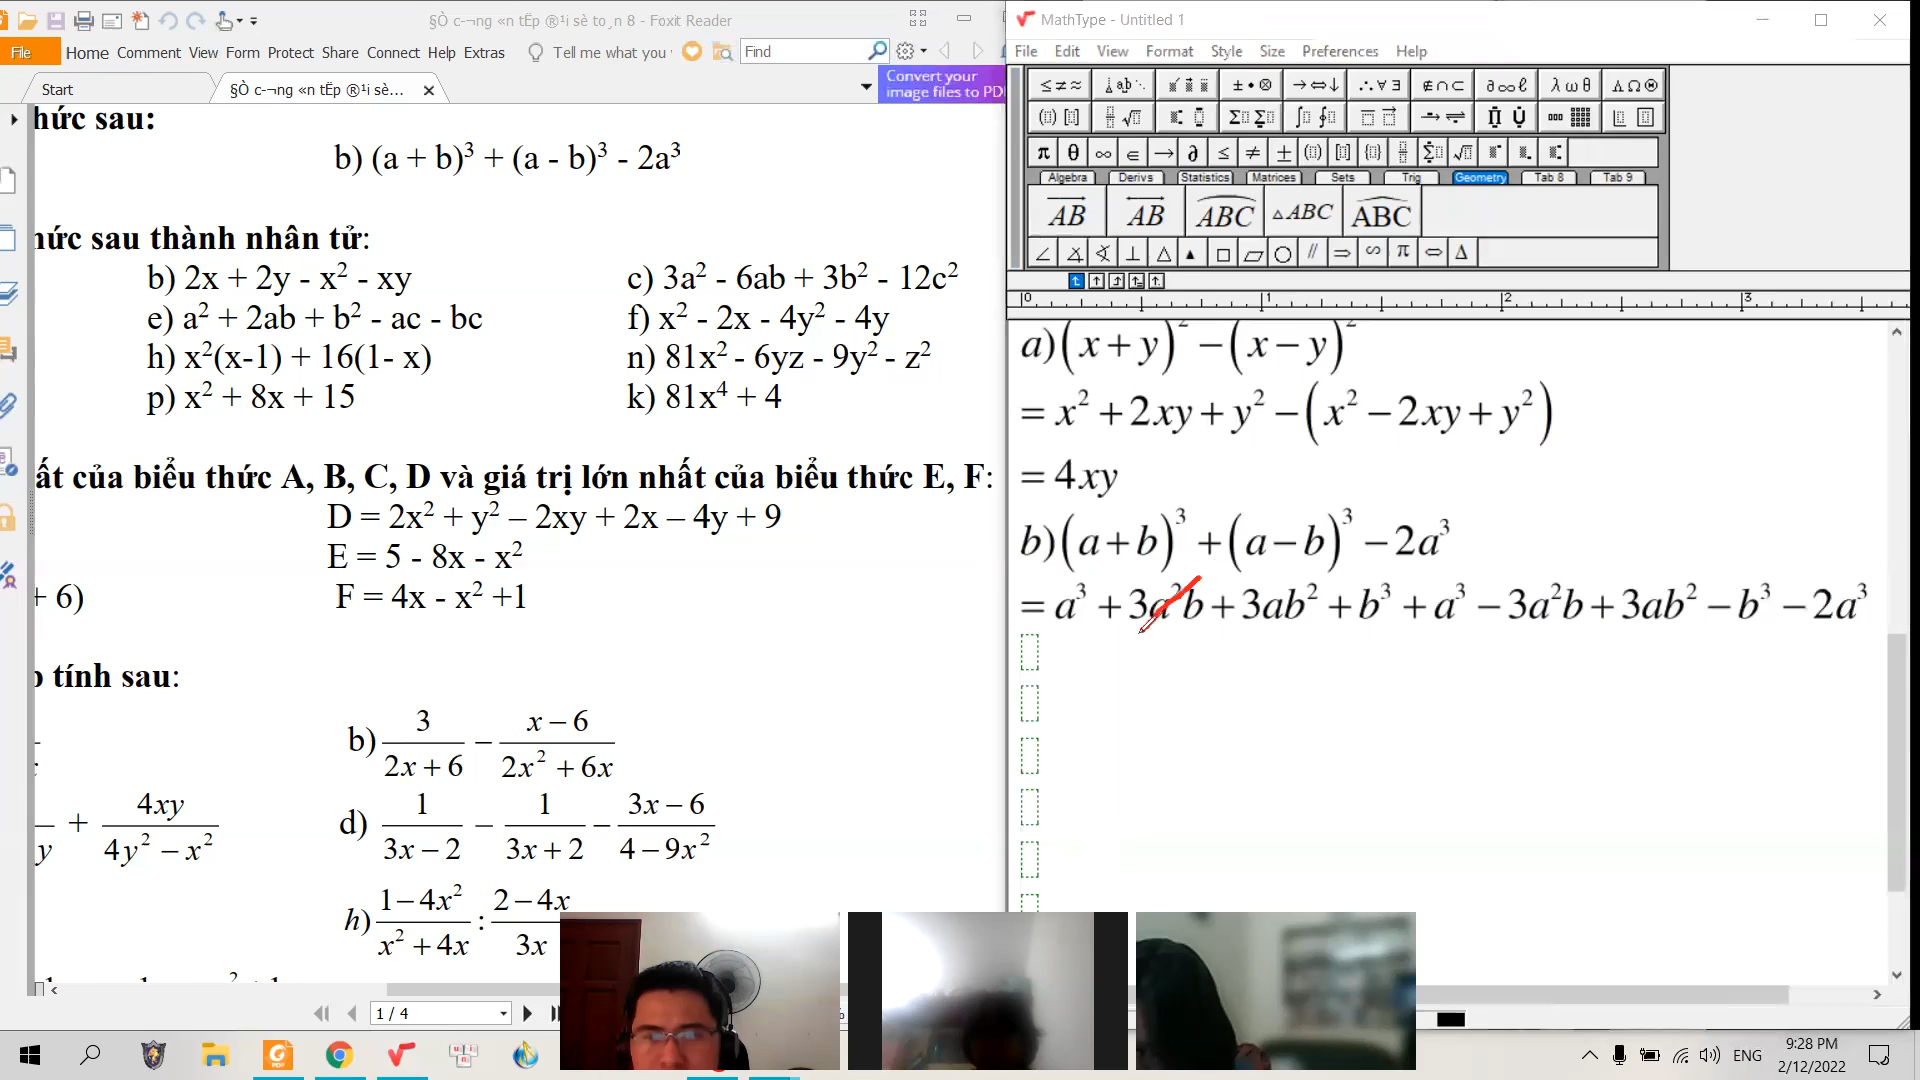 §Ò c-¬ng «n tËp ®¹i sè to¸n 8 - Foxit Reader
File Home Comment View Form Protect Share Connect Help Extras Tell me what you Find
Start §Ò c-¬ng «n tËp ®¹i sè...
Convert your
image files to PD
hức sau:
b) (a + b)³ + (a - b)³ - 2a³
hức sau thành nhân tử:
b) 2x + 2y - x² - xy c) 3a² - 6ab + 3b² - 12c²
e) a² + 2ab + b² - ac - bc f) x² - 2x - 4y² - 4y
h) x²(x-1) + 16(1- x) n) 81x² - 6yz - 9y² - z²
p) x² + 8x + 15 k) 81x⁴ + 4
ất của biểu thức A, B, C, D và giá trị lớn nhất của biểu thức E, F:
D = 2x² + y² – 2xy + 2x – 4y + 9
E = 5 - 8x - x²
+ 6) F = 4x - x² +1
tính sau:
b) 3/(2x + 6) − (x − 6)/(2x² + 6x)
y + 4xy/(4y² − x²) d) 1/(3x − 2) − 1/(3x + 2) − (3x − 6)/(4 − 9x²)
h) (1 − 4x²)/(x² + 4x) : (2 − 4x)/3x
1 / 4
MathType - Untitled 1
File Edit View Format Style Size Preferences Help
Algebra Derivs Statistics Matrices Sets Trig Geometry Tab 8 Tab 9
AB AB ABC △ABC ABC
0 1 2 3
a)(x + y)² − (x − y)²
= x² + 2xy + y² − (x² − 2xy + y²)
= 4xy
b)(a + b)³ + (a − b)³ − 2a³
= a³ + 3a²b + 3ab² + b³ + a³ − 3a²b + 3ab² − b³ − 2a³
ENG
9:28 PM
2/12/2022